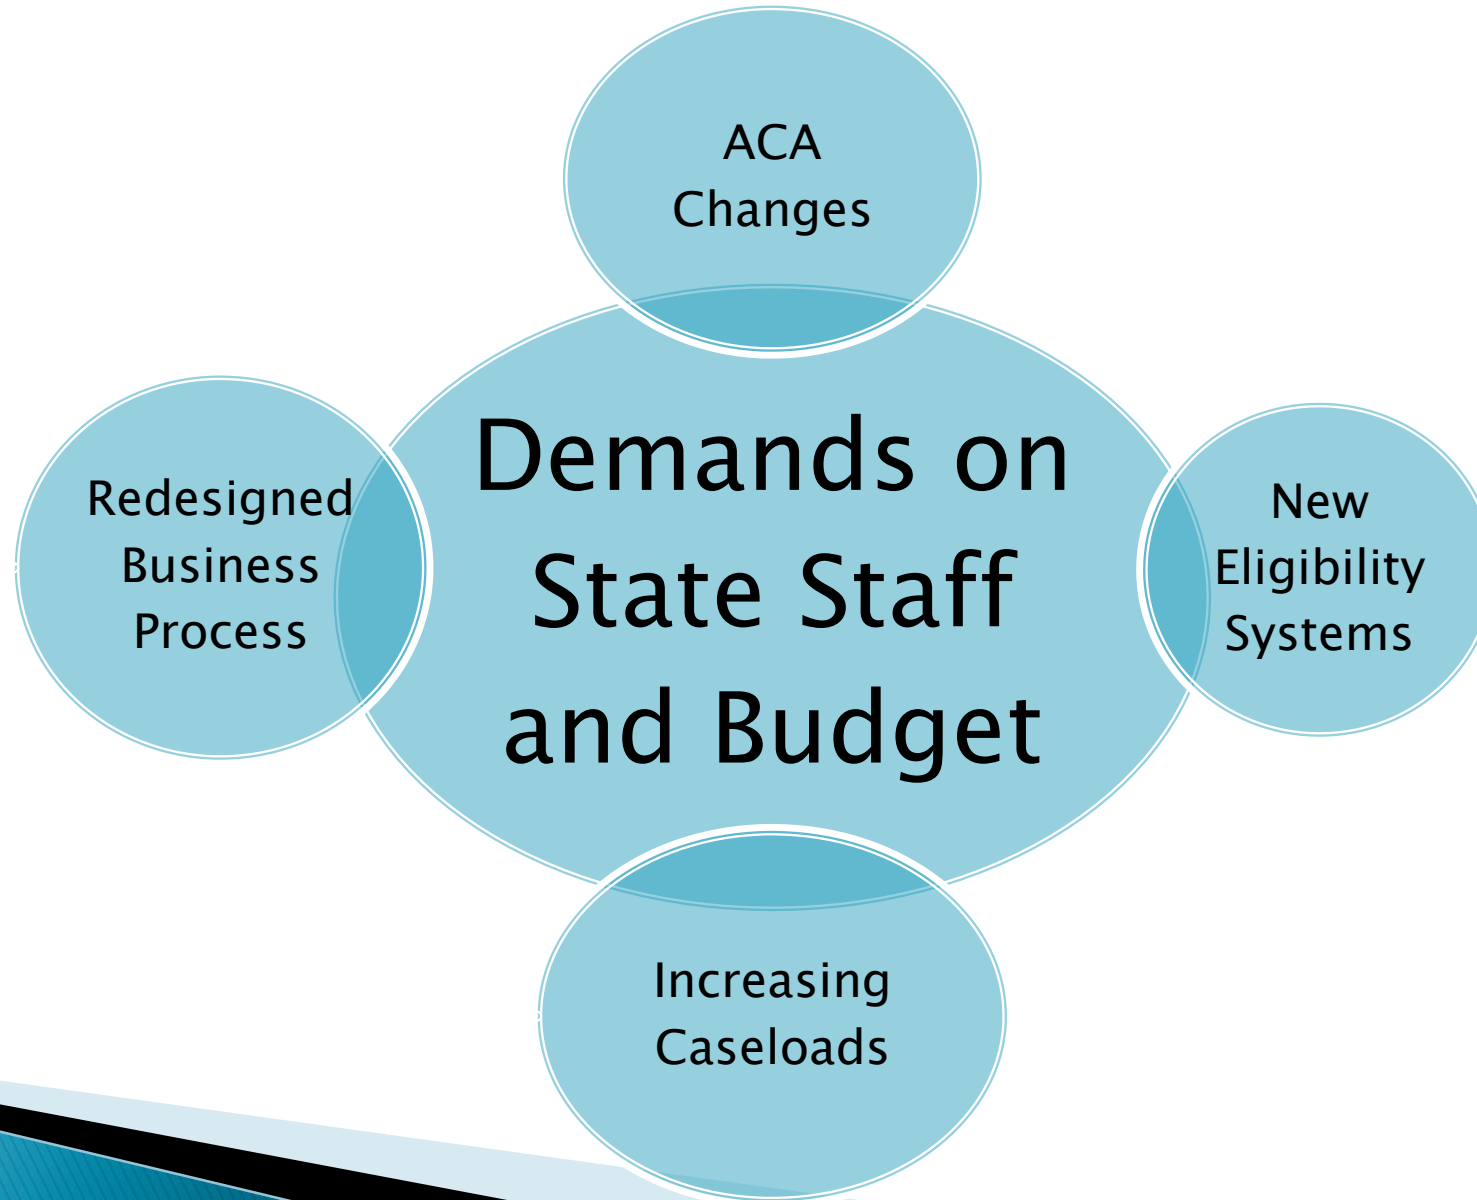 ACA
Changes
Demands on
State Staff
and Budget
Redesigned
Business
Process
New
Eligibility
Systems
Increasing
Caseloads